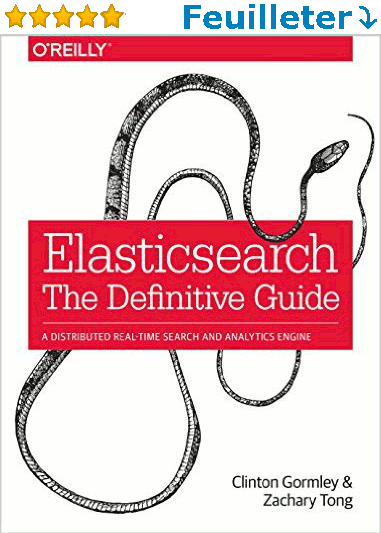 Feuilleter
O'REILLY®
Elasticsearch
The Definitive Guide
A DISTRIBUTED REAL-TIME SEARCH AND ANALYTICS ENGINE
Clinton Gormley &
Zachary Tong